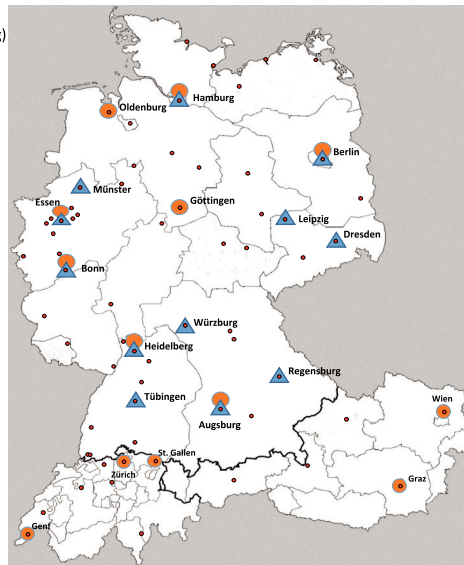 g)
Hamburg
Oldenburg
Berlin
Münster
Göttingen
Essen
Leipzig
Dresden
Bonn
Würzburg
Heidelberg
Regensburg
Tübingen
Augsburg
Wien
St. Gallen
Zürich
Graz
Genf